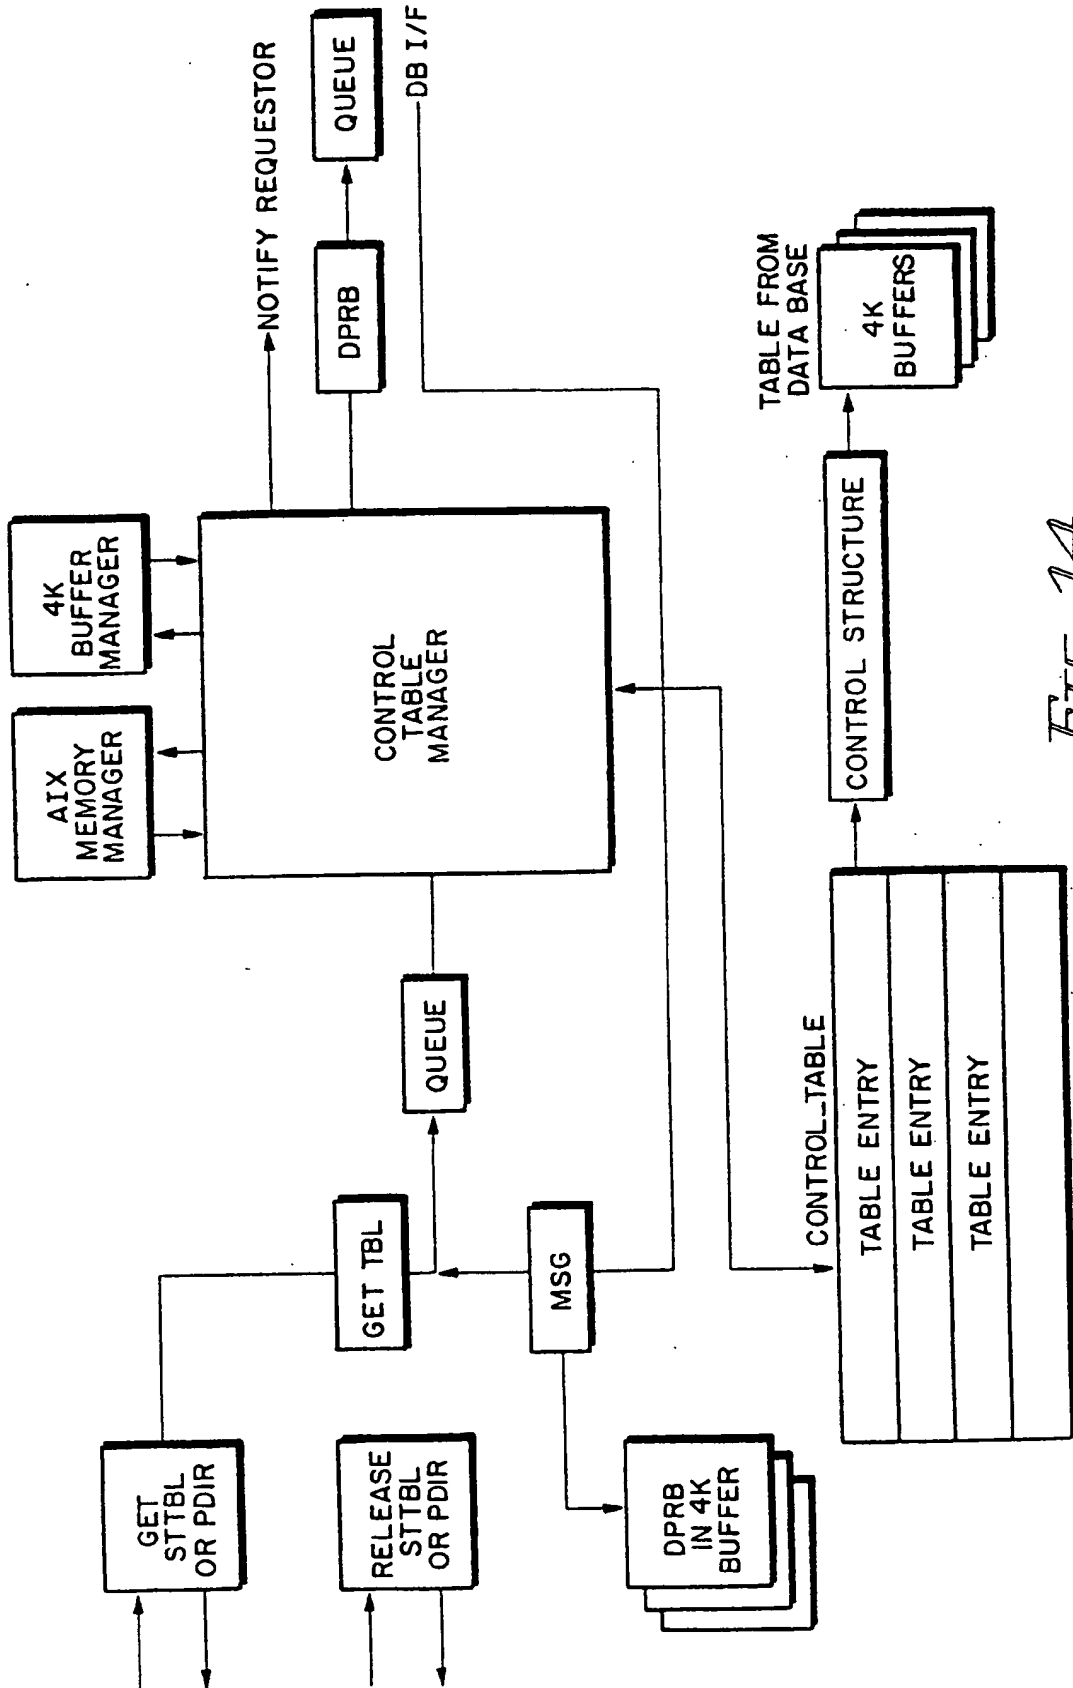 GET
STTBL
OR PDIR
RELEASE
STTBL
OR PDIR
GET TBL
MSG
DPRB
IN 4K
BUFFER
QUEUE
AIX
MEMORY
MANAGER
4K
BUFFER
MANAGER
CONTROL
TABLE
MANAGER
NOTIFY REQUESTOR
DPRB
QUEUE
DB I/F
CONTROL_TABLE
TABLE ENTRY
TABLE ENTRY
TABLE ENTRY
CONTROL STRUCTURE
TABLE FROM
DATA BASE
4K
BUFFERS